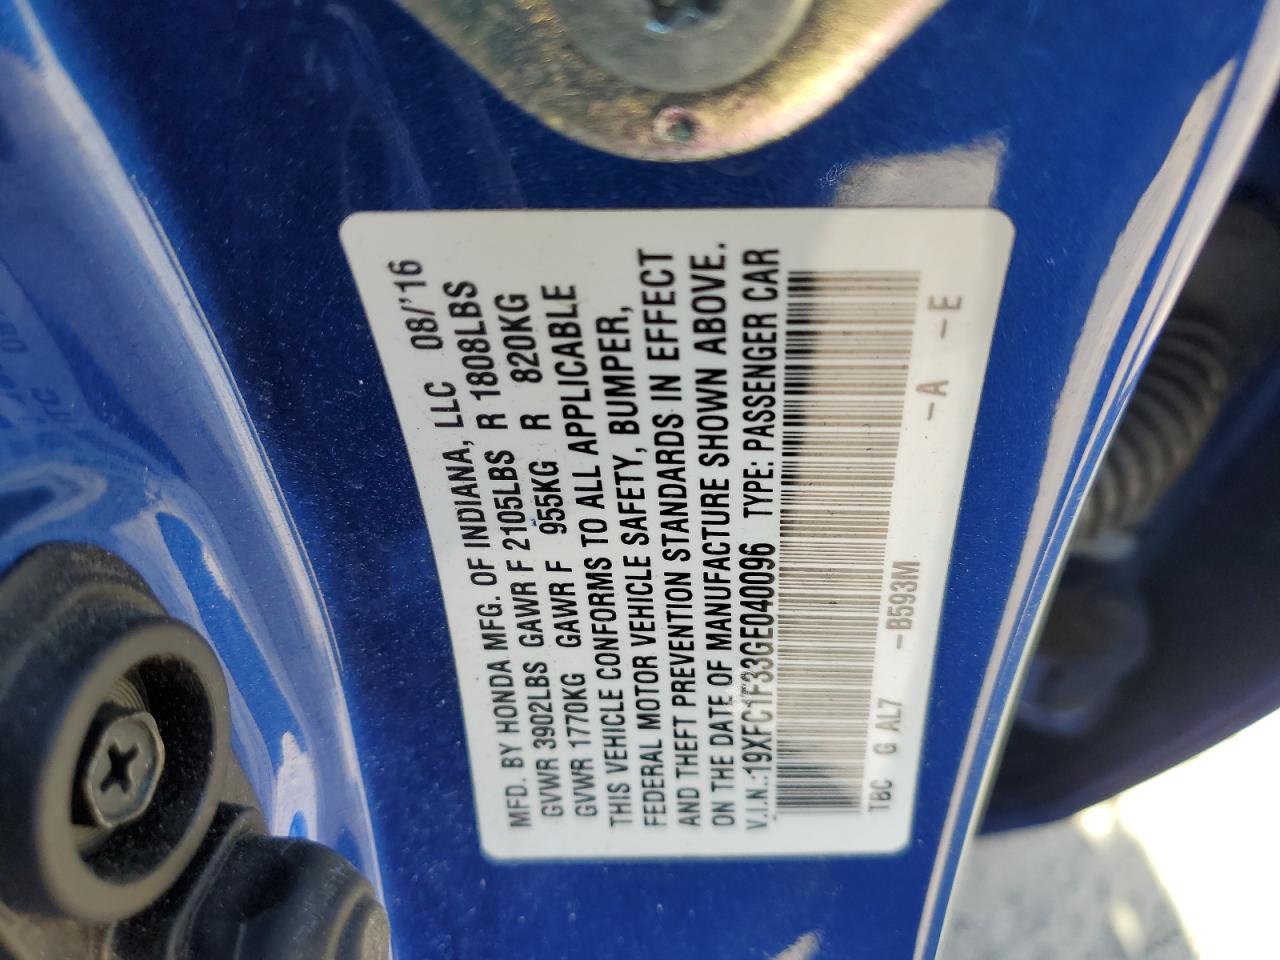 MFD. BY HONDA MFG. OF INDIANA, LLC 08/'16
GVWR 3902LBS GAWR F 2105LBS R 1808LBS
GVWR 1770KG GAWR F 955KG R 820KG
THIS VEHICLE CONFORMS TO ALL APPLICABLE
FEDERAL MOTOR VEHICLE SAFETY, BUMPER,
AND THEFT PREVENTION STANDARDS IN EFFECT
ON THE DATE OF MANUFACTURE SHOWN ABOVE.
V.I.N.:19XFC1F33GE040096 TYPE: PASSENGER CAR
TBC G AL7 -B593M -A -E